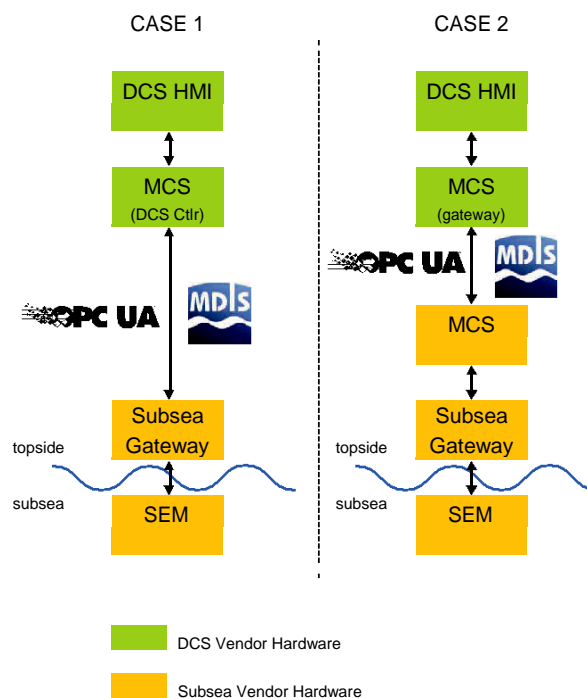 CASE 1
CASE 2
DCS HMI
DCS HMI
MCS
(DCS Ctlr)
MCS
(gateway)
OPC UA
MDIS
OPC UA
MDIS
MCS
Subsea
Gateway
Subsea
Gateway
topside
topside
subsea
subsea
SEM
SEM
DCS Vendor Hardware
Subsea Vendor Hardware